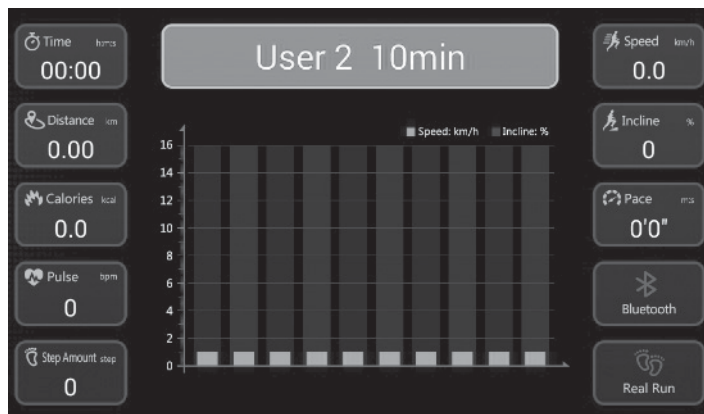 Time h:m:s
00:00
Distance km
0.00
Calories kcal
0.0
Pulse bpm
0
Step Amount step
0
User 2 10min
Speed: km/h Incline: %
16
14
12
10
8
6
4
2
0
Speed km/h
0.0
Incline %
0
Pace m:s
0'0"
Bluetooth
Real Run